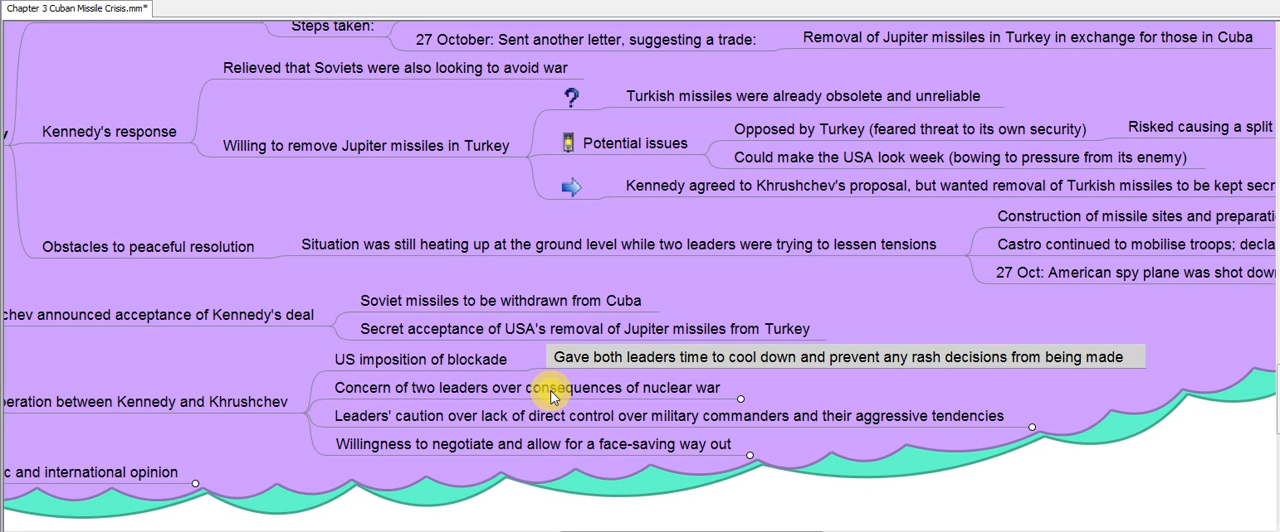 Chapter 3 Cuban Missile Crisis.mm*
Steps taken:
27 October: Sent another letter, suggesting a trade:
Removal of Jupiter missiles in Turkey in exchange for those in Cuba
Relieved that Soviets were also looking to avoid war
Kennedy's response
Willing to remove Jupiter missiles in Turkey
?
Turkish missiles were already obsolete and unreliable
Potential issues
Opposed by Turkey (feared threat to its own security)
Risked causing a split
Could make the USA look week (bowing to pressure from its enemy)
Kennedy agreed to Khrushchev's proposal, but wanted removal of Turkish missiles to be kept secr
Obstacles to peaceful resolution
Situation was still heating up at the ground level while two leaders were trying to lessen tensions
Construction of missile sites and preparati
Castro continued to mobilise troops; decla
27 Oct: American spy plane was shot dow
chev announced acceptance of Kennedy's deal
Soviet missiles to be withdrawn from Cuba
Secret acceptance of USA's removal of Jupiter missiles from Turkey
peration between Kennedy and Khrushchev
US imposition of blockade
Gave both leaders time to cool down and prevent any rash decisions from being made
Concern of two leaders over consequences of nuclear war
Leaders' caution over lack of direct control over military commanders and their aggressive tendencies
Willingness to negotiate and allow for a face-saving way out
c and international opinion